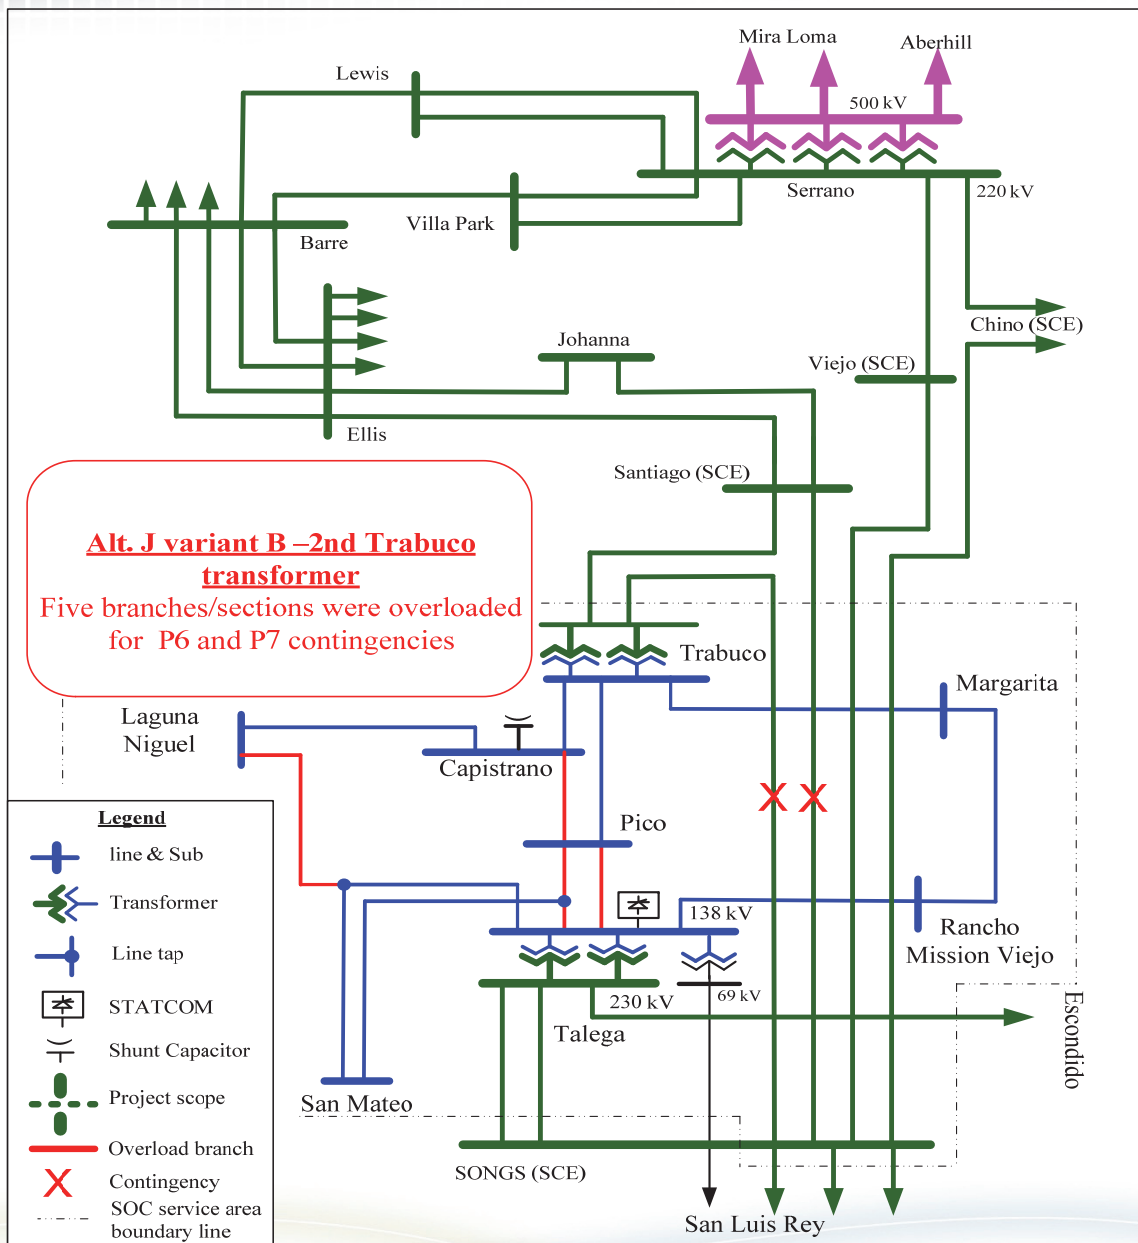 Mira Loma
Aberhill
Lewis
500 kV
Serrano
220 kV
Villa Park
Barre
Chino (SCE)
Johanna
Viejo (SCE)
Ellis
Santiago (SCE)
Alt. J variant B –2nd Trabuco
transformer
Five branches/sections were overloaded
for P6 and P7 contingencies
Trabuco
Margarita
Laguna
Niguel
Capistrano
Pico
138 kV
Rancho
Mission Viejo
69 kV
230 kV
Talega
Escondido
San Mateo
SONGS (SCE)
San Luis Rey
Legend
line & Sub
Transformer
Line tap
STATCOM
Shunt Capacitor
Project scope
Overload branch
X Contingency
SOC service area
boundary line